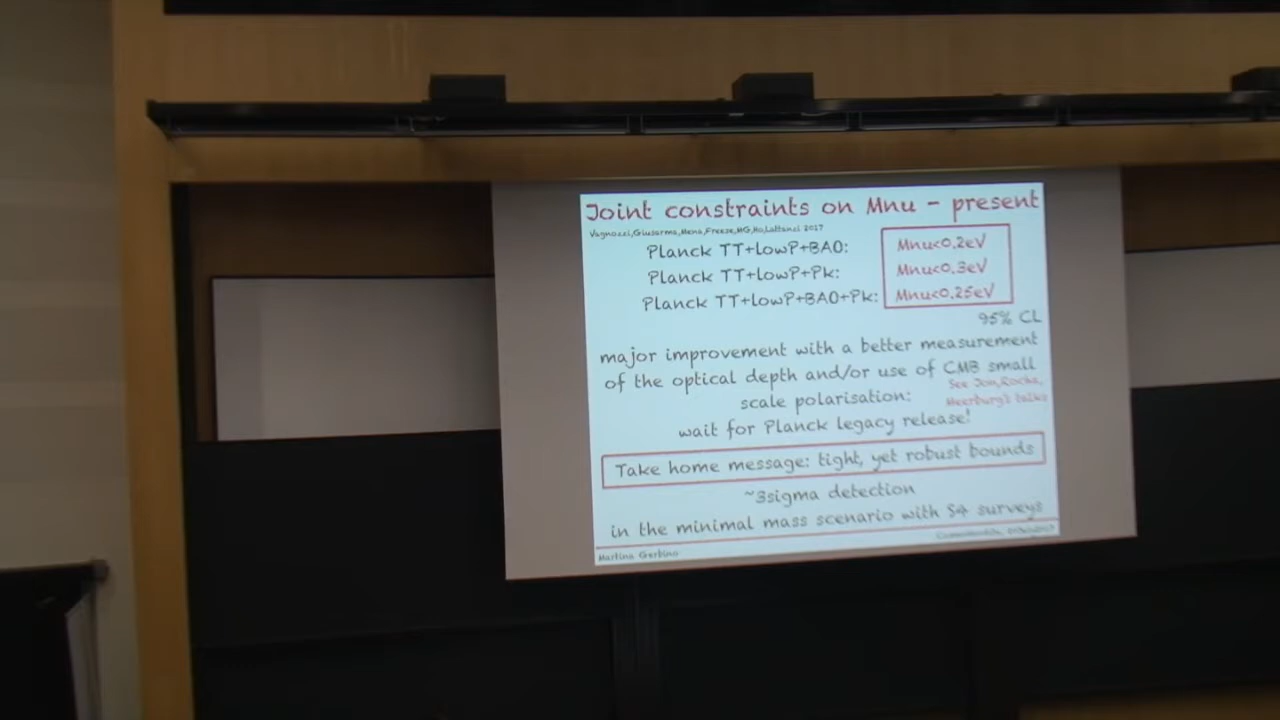 Joint constraints on Mnu - present
Vagnozzi,Giusarma,Mena,Freese,MG,Ho,Lattanzi 2017
Planck TT+lowP+BAO: Mnu<0.2eV
Planck TT+lowP+Pk: Mnu<0.3eV
Planck TT+lowP+BAO+Pk: Mnu<0.25eV
95% CL
major improvement with a better measurement
of the optical depth and/or use of CMB small
scale polarisation:
See Jon,Rocha,
Meerburg's talks
wait for Planck legacy release!
Take home message: tight, yet robust bounds
~3sigma detection
in the minimal mass scenario with S4 surveys
Martina Gerbino